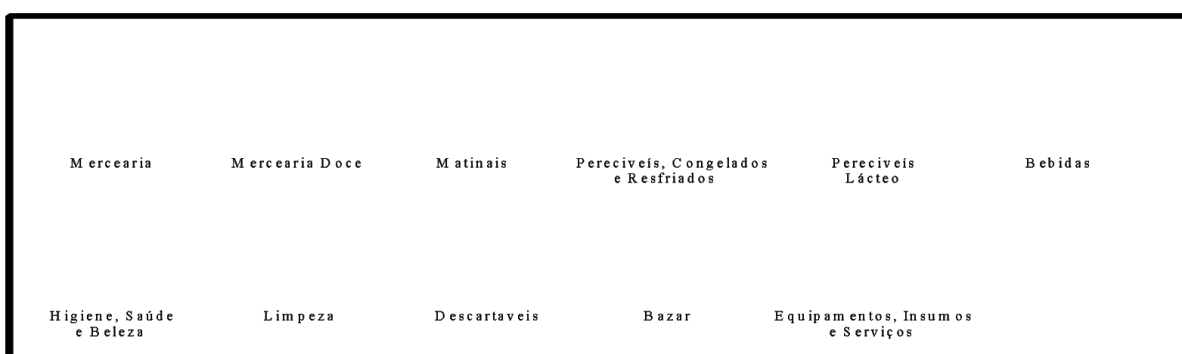 Mercearia
Mercearia Doce
Matinais
Pereciveís, Congelados
e Resfriados
Pereciveís
Lácteo
Bebidas
Higiene, Saúde
e Beleza
Limpeza
Descartaveis
Bazar
Equipamentos, Insumos
e Serviços